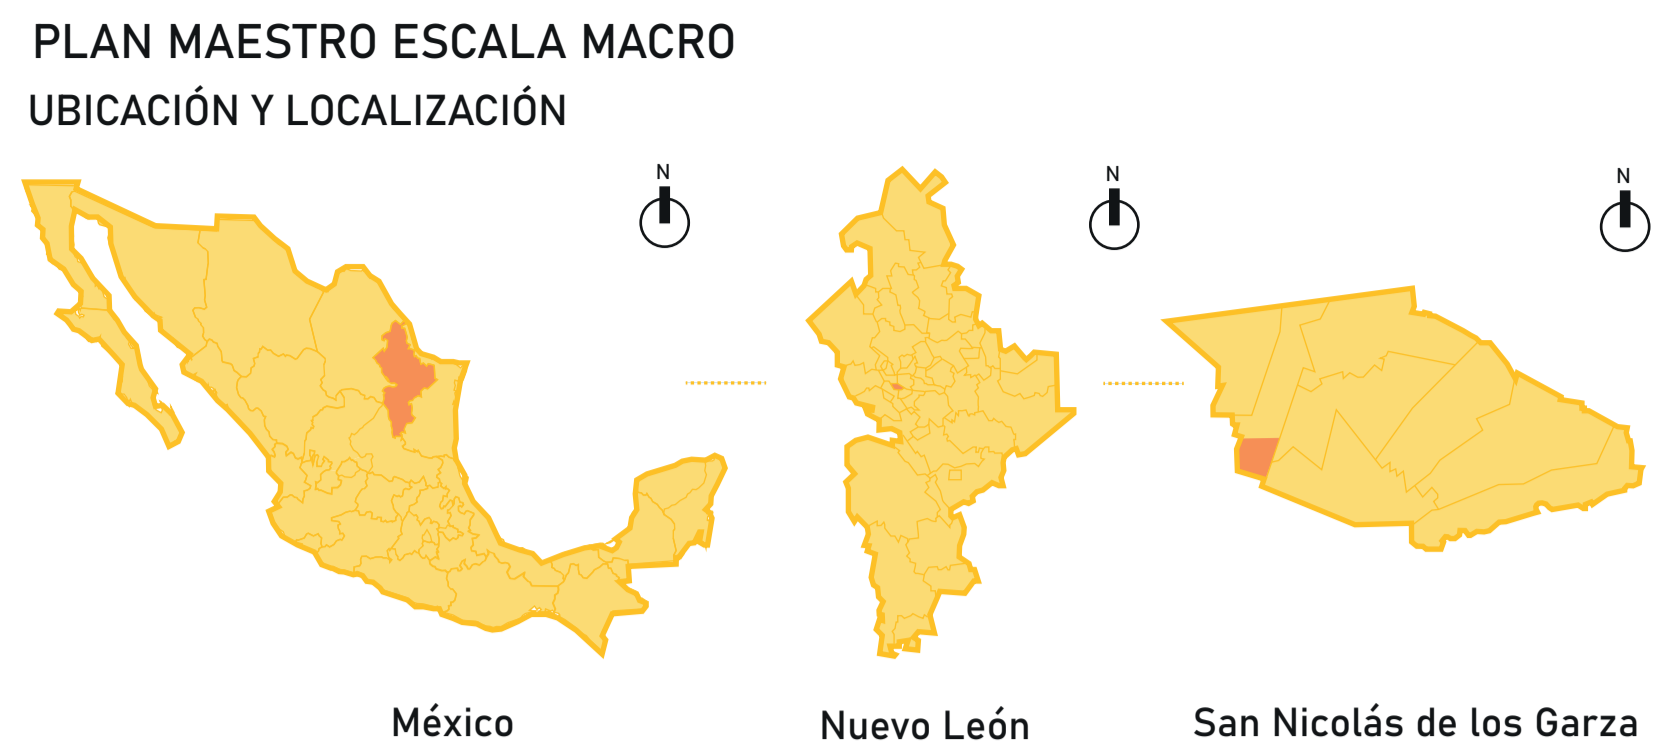 PLAN MAESTRO ESCALA MACRO
UBICACIÓN Y LOCALIZACIÓN
N
N
N
México
Nuevo León
San Nicolás de los Garza